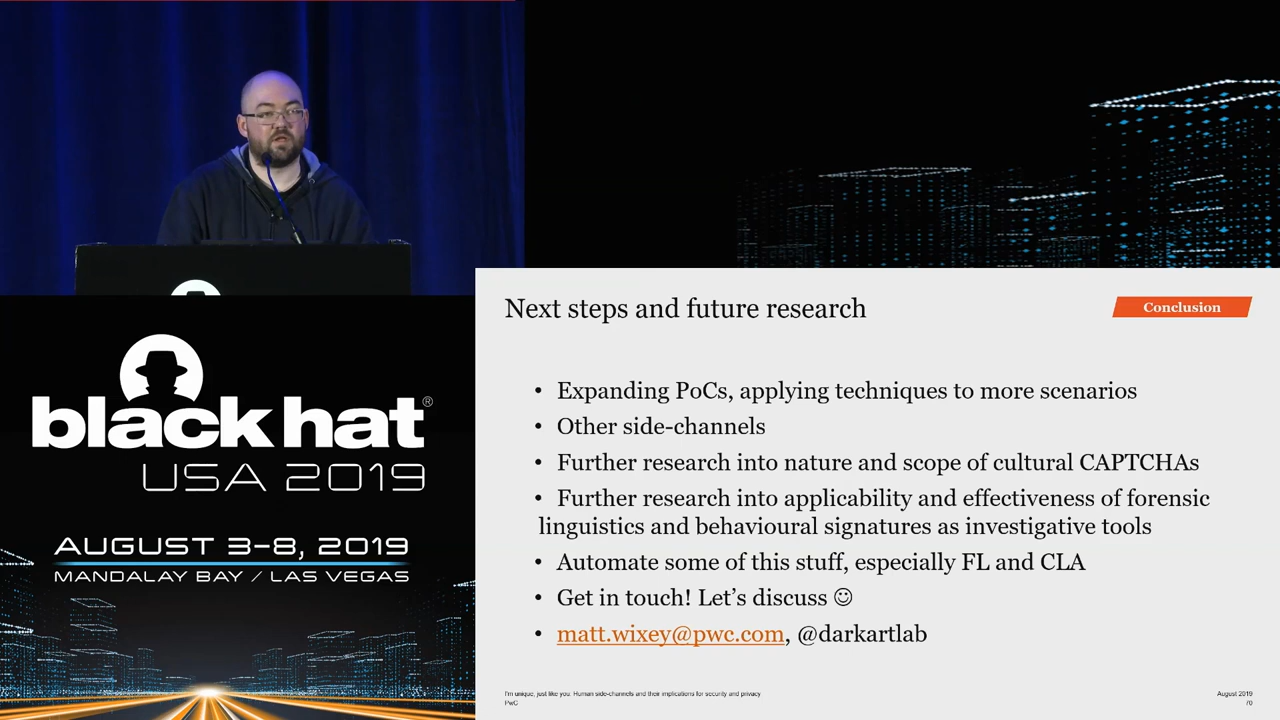 black hat®
USA 2019
AUGUST 3-8, 2019
MANDALAY BAY / LAS VEGAS
Next steps and future research
Conclusion
• Expanding PoCs, applying techniques to more scenarios
• Other side-channels
• Further research into nature and scope of cultural CAPTCHAs
• Further research into applicability and effectiveness of forensic
linguistics and behavioural signatures as investigative tools
• Automate some of this stuff, especially FL and CLA
• Get in touch! Let's discuss ☺
• matt.wixey@pwc.com, @darkartlab
I'm unique, just like you: Human side-channels and their implications for security and privacy
PwC
August 2019
70